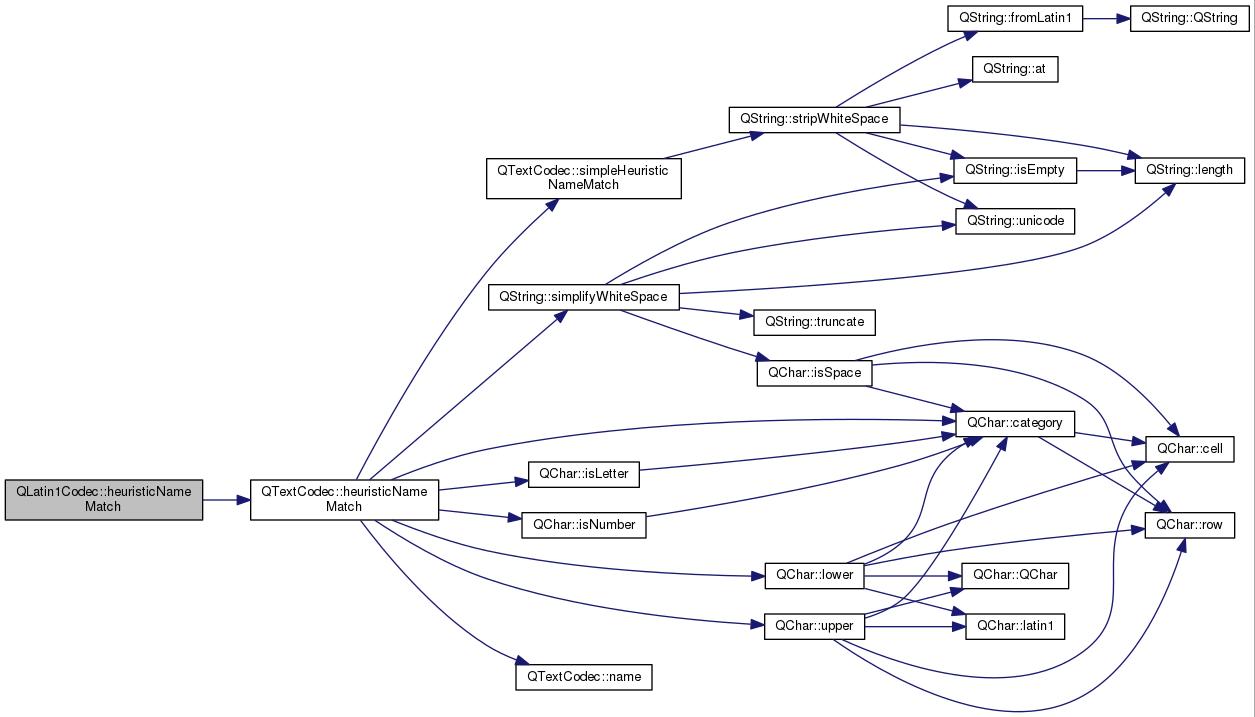 QString::fromLatin1
QString::QString
QString::at
QString::stripWhiteSpace
QTextCodec::simpleHeuristic
NameMatch
QString::isEmpty
QString::length
QString::unicode
QString::simplifyWhiteSpace
QString::truncate
QChar::isSpace
QChar::category
QChar::cell
QChar::isLetter
QLatin1Codec::heuristicName
Match
QTextCodec::heuristicName
Match
QChar::isNumber
QChar::row
QChar::lower
QChar::QChar
QChar::upper
QChar::latin1
QTextCodec::name